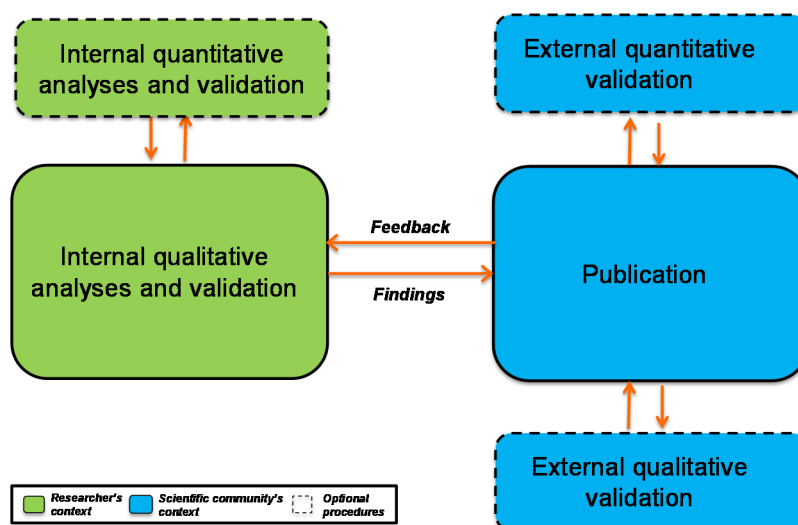 Internal quantitative
analyses and validation
External quantitative
validation
Internal qualitative
analyses and validation
Feedback
Findings
Publication
External qualitative
validation
Researcher's
context
Scientific community's
context
Optional
procedures